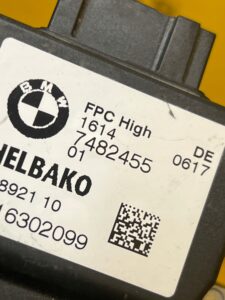 BMW
FPC High
1614 DE
7482455 0617
01
HELBAKO
8921 10
16302099